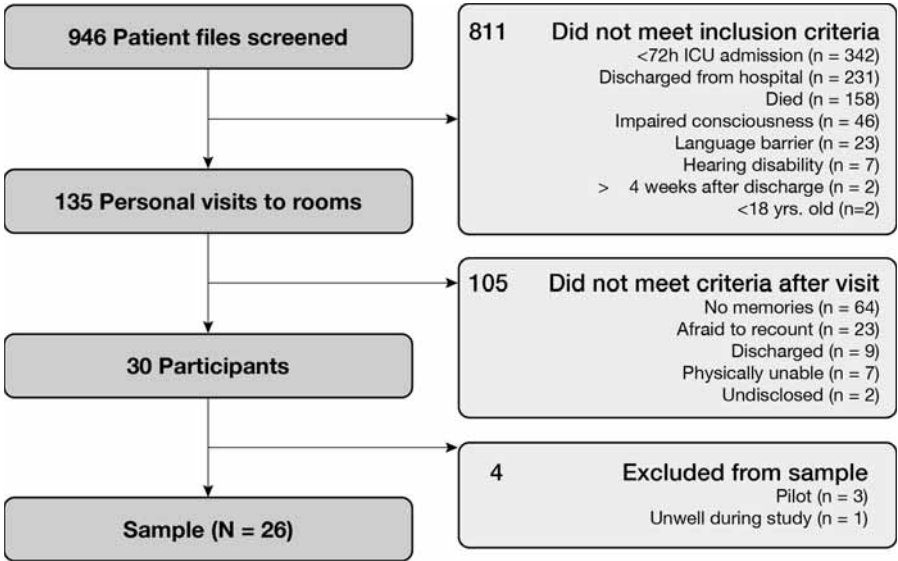 946 Patient files screened
811 Did not meet inclusion criteria
<72h ICU admission (n = 342)
Discharged from hospital (n = 231)
Died (n = 158)
Impaired consciousness (n = 46)
Language barrier (n = 23)
Hearing disability (n = 7)
> 4 weeks after discharge (n = 2)
<18 yrs. old (n=2)
135 Personal visits to rooms
105 Did not meet criteria after visit
No memories (n = 64)
Afraid to recount (n = 23)
Discharged (n = 9)
Physically unable (n = 7)
Undisclosed (n = 2)
30 Participants
4 Excluded from sample
Pilot (n = 3)
Unwell during study (n = 1)
Sample (N = 26)